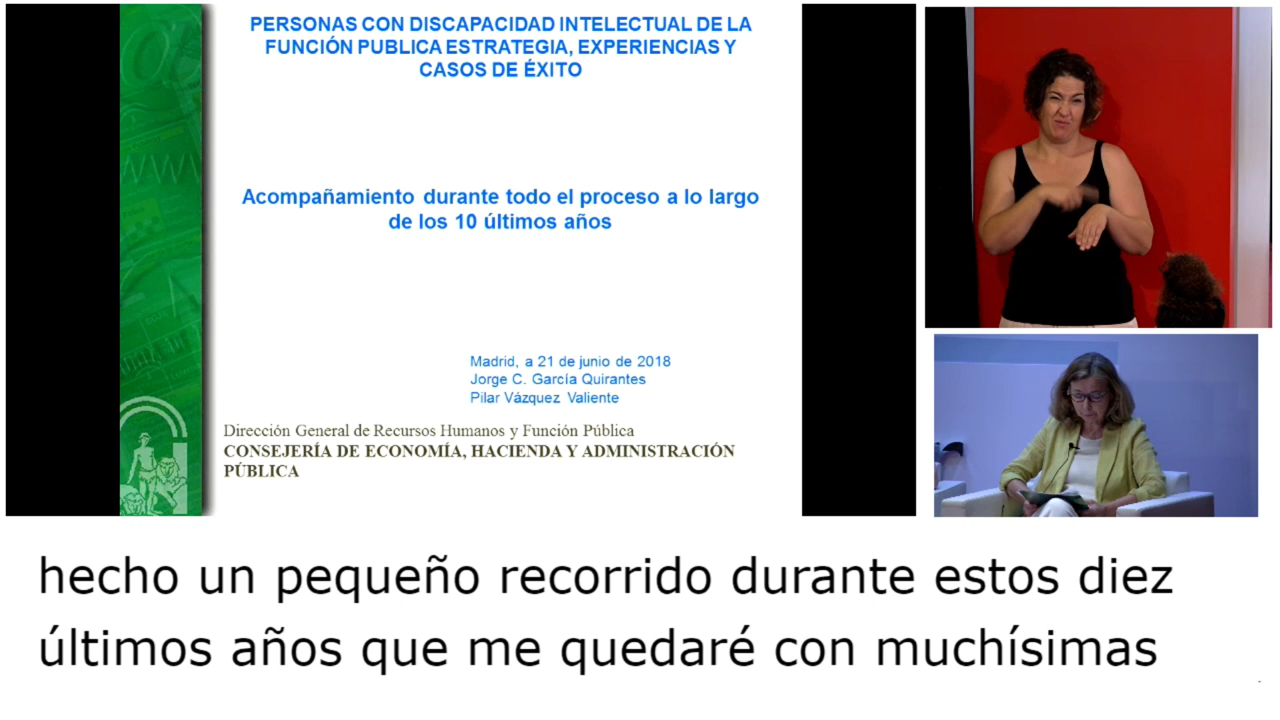 PERSONAS CON DISCAPACIDAD INTELECTUAL DE LA
FUNCIÓN PUBLICA ESTRATEGIA, EXPERIENCIAS Y
CASOS DE ÉXITO
Acompañamiento durante todo el proceso a lo largo
de los 10 últimos años
Madrid, a 21 de junio de 2018
Jorge C. García Quirantes
Pilar Vázquez Valiente
Dirección General de Recursos Humanos y Función Pública
CONSEJERÍA DE ECONOMÍA, HACIENDA Y ADMINISTRACIÓN
PÚBLICA
hecho un pequeño recorrido durante estos diez
últimos años que me quedaré con muchísimas